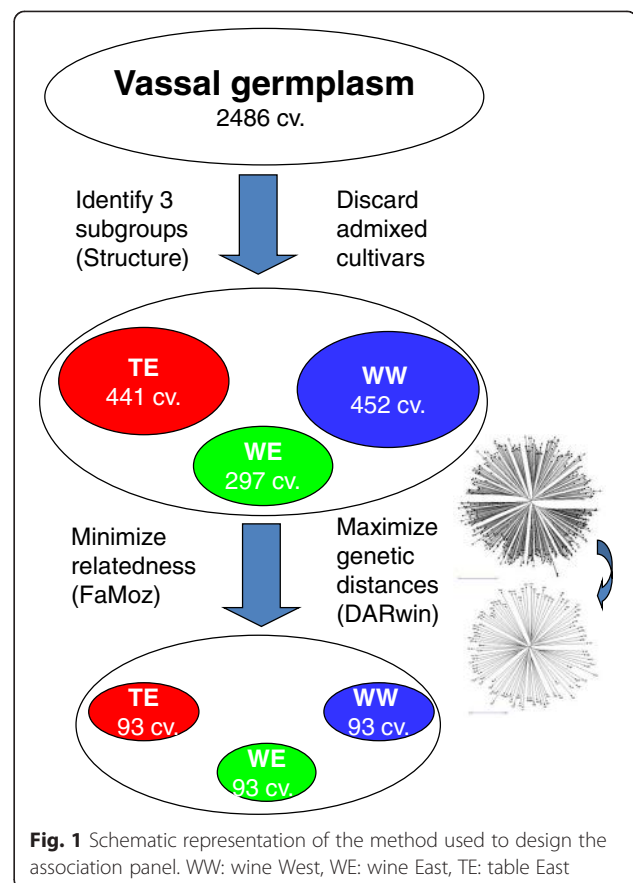 Vassal germplasm
2486 cv.
Identify 3
subgroups
(Structure)
Discard
admixed
cultivars
TE
441 cv.
WW
452 cv.
WE
297 cv.
Minimize
relatedness
(FaMoz)
Maximize
genetic
distances
(DARwin)
TE
93 cv.
WW
93 cv.
WE
93 cv.
Fig. 1 Schematic representation of the method used to design the
association panel. WW: wine West, WE: wine East, TE: table East